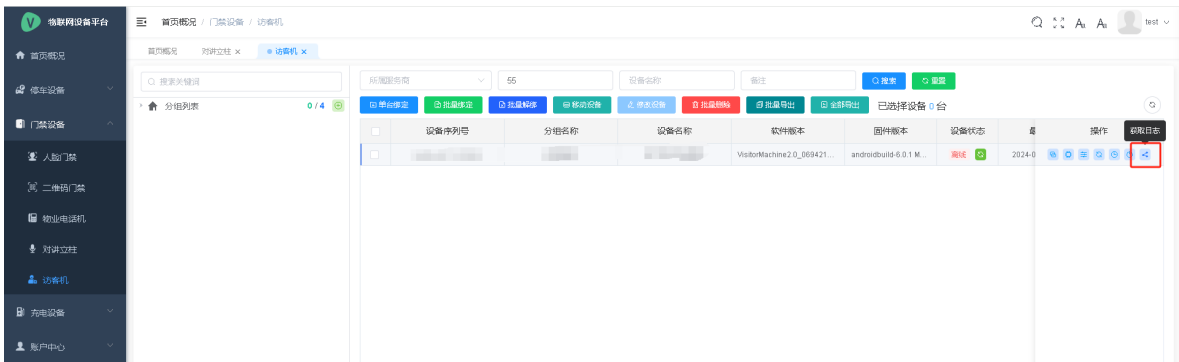 物联网设备平台
首页概况 / 门禁设备 / 访客机
test
首页概况
对讲立柱 ×
访客机 ×
首页概况
停车设备
门禁设备
人脸门禁
二维码门禁
物业电话机
对讲立柱
访客机
充电设备
账户中心
搜索关键词
分组列表 0 / 4
所属服务商 55 设备名称 备注 搜索 重置
单台绑定 批量绑定 批量解绑 移动设备 修改设备 批量删除 批量导出 全部导出 已选择设备 0 台
设备序列号 分组名称 设备名称 软件版本 固件版本 设备状态 最 操作 获取日志
VisitorMachine2.0_069421... androidbuild-6.0.1 M... 离线 2024-0